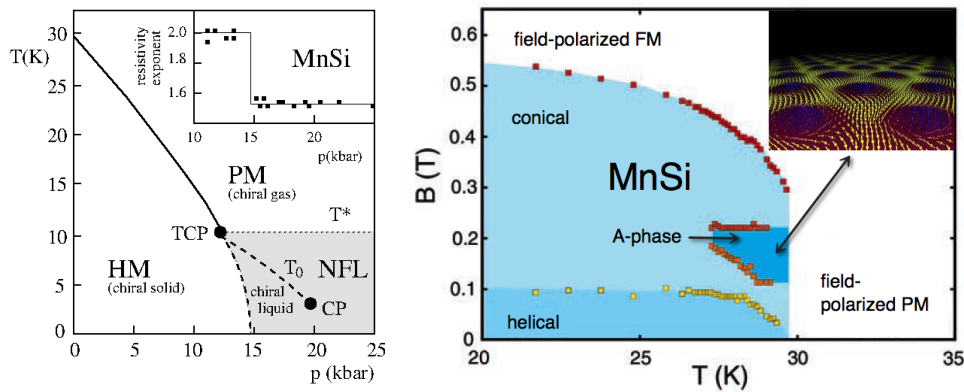 30
T(K)
25
20
15
10
5
0
0
5
10
15
20
25
p (kbar)
resistivity
exponent
2.0
1.8
1.6
10
15
20
p(kbar)
MnSi
PM
(chiral gas)
T*
TCP
HM
(chiral solid)
T0
NFL
chiral
liquid
CP
0.6
0.5
0.4
0.3
0.2
0.1
0
B (T)
20
25
30
35
T (K)
field-polarized FM
conical
MnSi
A-phase
helical
field-
polarized PM